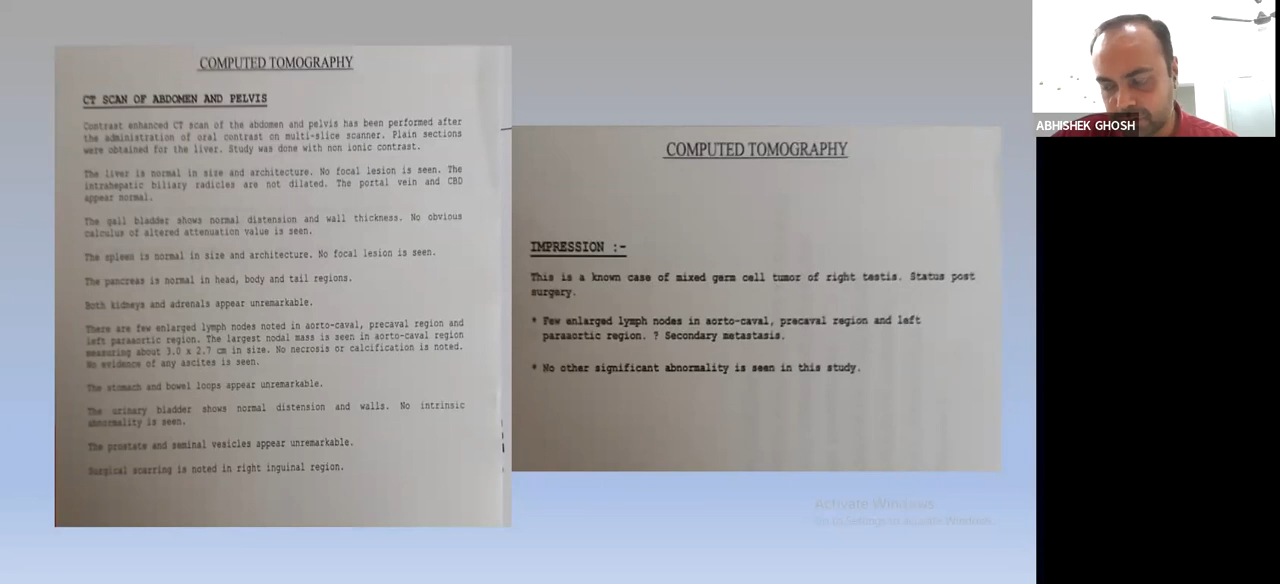 COMPUTED TOMOGRAPHY
CT SCAN OF ABDOMEN AND PELVIS
Contrast enhanced CT scan of the abdomen and pelvis has been performed after
the administration of oral contrast on multi-slice scanner. Plain sections
were obtained for the liver. Study was done with non ionic contrast.
The liver is normal in size and architecture. No focal lesion is seen. The
intrahepatic biliary radicles are not dilated. The portal vein and CBD
appear normal.
The gall bladder shows normal distension and wall thickness. No obvious
calculus of altered attenuation value is seen.
The spleen is normal in size and architecture. No focal lesion is seen.
The pancreas is normal in head, body and tail regions.
Both kidneys and adrenals appear unremarkable.
There are few enlarged lymph nodes noted in aorto-caval, precaval region and
left paraaortic region. The largest nodal mass is seen in aorto-caval region
measuring about 3.0 x 2.7 cm in size. No necrosis or calcification is noted.
No evidence of any ascites is seen.
The stomach and bowel loops appear unremarkable.
The urinary bladder shows normal distension and walls. No intrinsic
abnormality is seen.
The prostate and seminal vesicles appear unremarkable.
Surgical scarring is noted in right inguinal region.
COMPUTED TOMOGRAPHY
IMPRESSION :-
This is a known case of mixed germ cell tumor of right testis. Status post
surgery.
* Few enlarged lymph nodes in aorto-caval, precaval region and left
paraaortic region. ? Secondary metastasis.
* No other significant abnormality is seen in this study.
Activate Windows
Go to Settings to activate Windows.
ABHISHEK GHOSH